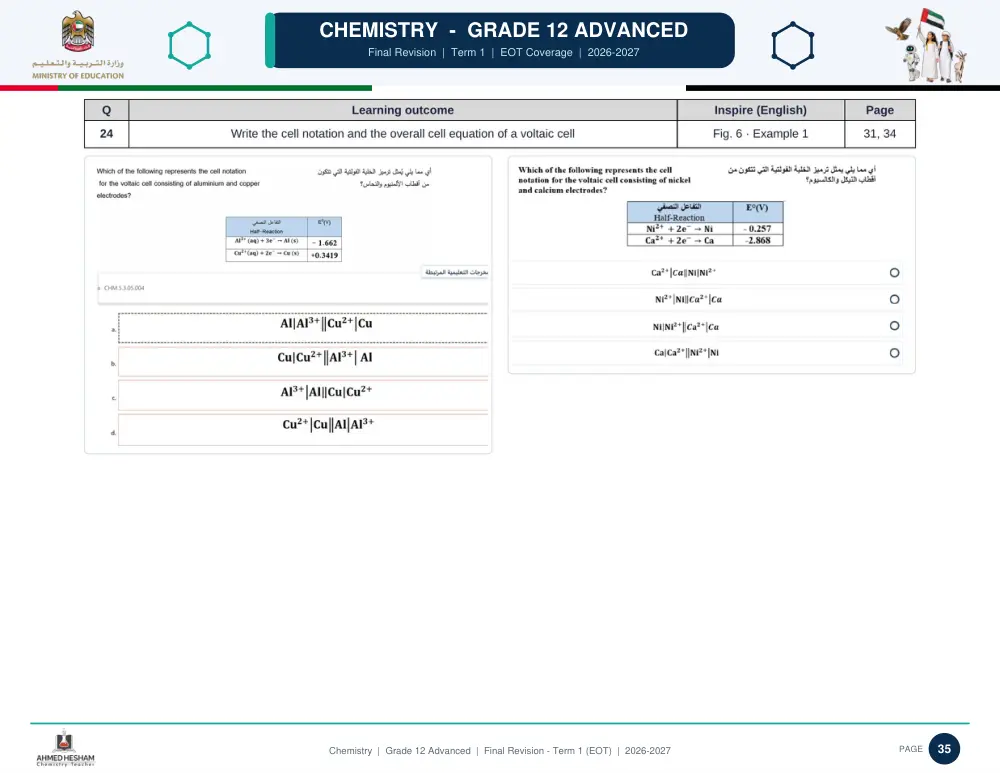 وزارة التربية والتعليم
MINISTRY OF EDUCATION
CHEMISTRY - GRADE 12 ADVANCED
Final Revision | Term 1 | EOT Coverage | 2026-2027
Q Learning outcome Inspire (English) Page
24 Write the cell notation and the overall cell equation of a voltaic cell Fig. 6 · Example 1 31, 34
Which of the following represents the cell notation
for the voltaic cell consisting of aluminium and copper
electrodes?
أي مما يلي يُمثل ترميز الخلية الفولتية التي تتكون
من أقطاب الألمنيوم والنحاس؟
التفاعل النصفي
Half-Reaction E°(V)
Al³⁺ (aq) + 3e⁻ → Al (s) − 1.662
Cu²⁺(aq) + 2e⁻ → Cu (s) +0.3419
مخرجات التعليمية المرتبطة
CHM.5.3.05.004
a. Al|Al³⁺||Cu²⁺|Cu
b. Cu|Cu²⁺||Al³⁺| Al
c. Al³⁺|Al||Cu|Cu²⁺
d. Cu²⁺|Cu||Al|Al³⁺
Which of the following represents the cell
notation for the voltaic cell consisting of nickel
and calcium electrodes?
أي مما يلي يمثل ترميز الخلية الفولتية التي تتكون من
أقطاب النيكل والكالسيوم؟
التفاعل النصفي
Half-Reaction E°(V)
Ni²⁺ + 2e⁻ → Ni − 0.257
Ca²⁺ + 2e⁻ → Ca -2.868
Ca²⁺|Ca||Ni|Ni²⁺
Ni²⁺|Ni||Ca²⁺|Ca
Ni|Ni²⁺||Ca²⁺|Ca
Ca|Ca²⁺||Ni²⁺|Ni
AHMED HESHAM
Chemistry Teacher
Chemistry | Grade 12 Advanced | Final Revision - Term 1 (EOT) | 2026-2027
PAGE 35